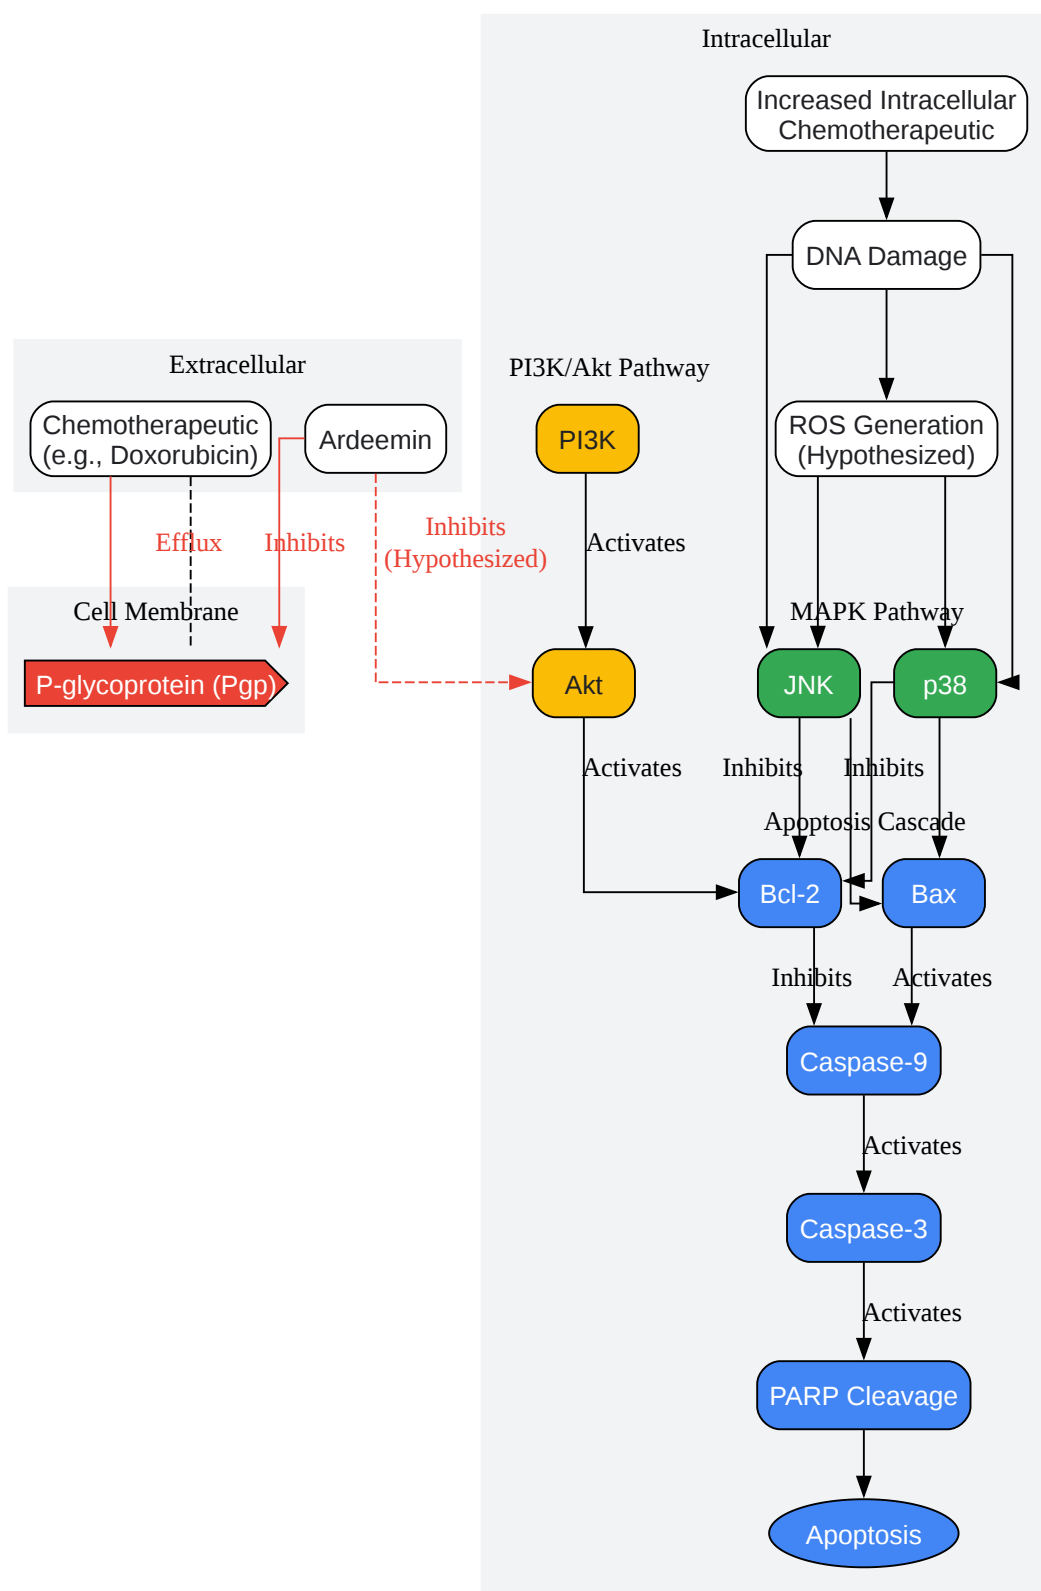 Intracellular
Increased Intracellular
Chemotherapeutic
DNA Damage
Extracellular
PI3K/Akt Pathway
Chemotherapeutic
(e.g., Doxorubicin)
Ardeemin
PI3K
ROS Generation
(Hypothesized)
Efflux
Inhibits
Inhibits
(Hypothesized)
Activates
Cell Membrane
MAPK Pathway
P-glycoprotein (Pgp)
Akt
JNK
p38
Activates
Inhibits
Inhibits
Apoptosis Cascade
Bcl-2
Bax
Inhibits
Activates
Caspase-9
Activates
Caspase-3
Activates
PARP Cleavage
Apoptosis